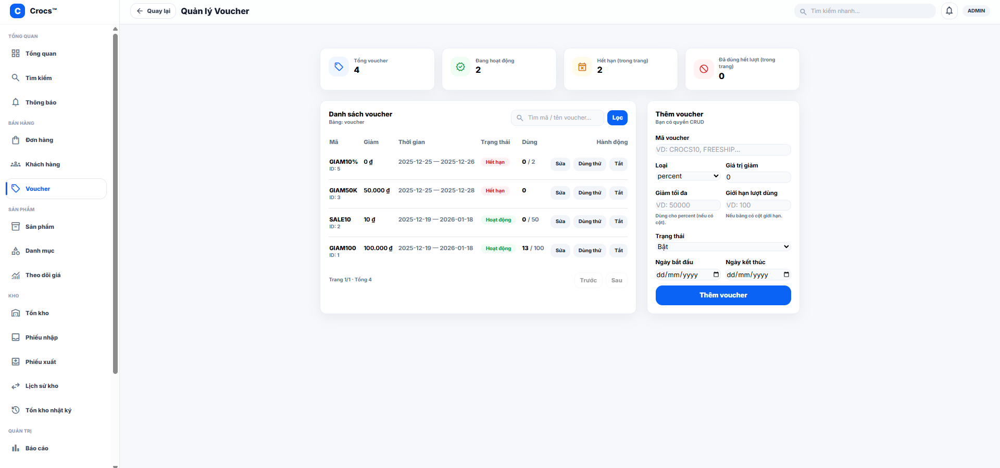 C Crocs™
TỔNG QUAN
Tổng quan
Tìm kiếm
Thông báo
BÁN HÀNG
Đơn hàng
Khách hàng
Voucher
SẢN PHẨM
Sản phẩm
Danh mục
Theo dõi giá
KHO
Tồn kho
Phiếu nhập
Phiếu xuất
Lịch sử kho
Tồn kho nhật ký
QUẢN TRỊ
Báo cáo
Quay lại Quản lý Voucher
Tìm kiếm nhanh...
ADMIN
Tổng voucher
4
Đang hoạt động
2
Hết hạn (trong trang)
2
Đã dùng hết lượt (trong
trang)
0
Danh sách voucher
Bảng: voucher
Tìm mã / tên voucher...
Lọc
Mã Giảm Thời gian Trạng thái Dùng Hành động
GIAM10% 0 ₫ 2025-12-25 — 2025-12-26 Hết hạn 0 / 2 Sửa Dùng thử Tắt
ID: 5
GIAM50K 50.000 ₫ 2025-12-25 — 2025-12-28 Hết hạn 0 Sửa Dùng thử Tắt
ID: 3
SALE10 10 ₫ 2025-12-19 — 2026-01-18 Hoạt động 0 / 50 Sửa Dùng thử Tắt
ID: 2
GIAM100 100.000 ₫ 2025-12-19 — 2026-01-18 Hoạt động 13 / 100 Sửa Dùng thử Tắt
ID: 1
Trang 1/1 · Tổng 4
Trước Sau
Thêm voucher
Bạn có quyền CRUD
Mã voucher
VD: CROCS10, FREESHIP...
Loại Giá trị giảm
percent 0
Giảm tối đa Giới hạn lượt dùng
VD: 50000 VD: 100
Dùng cho percent (nếu có
cột).
Nếu bảng có cột giới hạn.
Trạng thái
Bật
Ngày bắt đầu Ngày kết thúc
dd/mm/yyyy dd/mm/yyyy
Thêm voucher